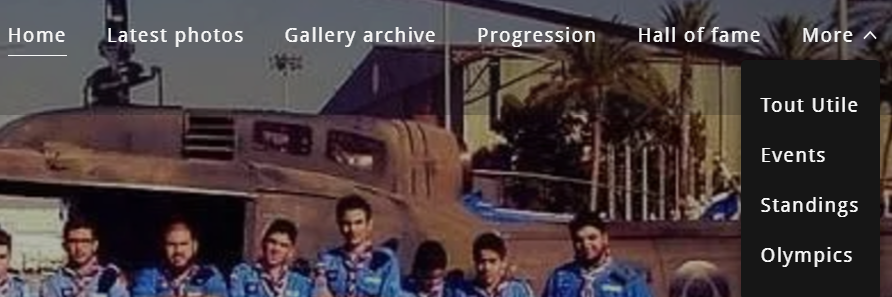 Home Latest photos Gallery archive Progression Hall of fame More
Tout Utile
Events
Standings
Olympics